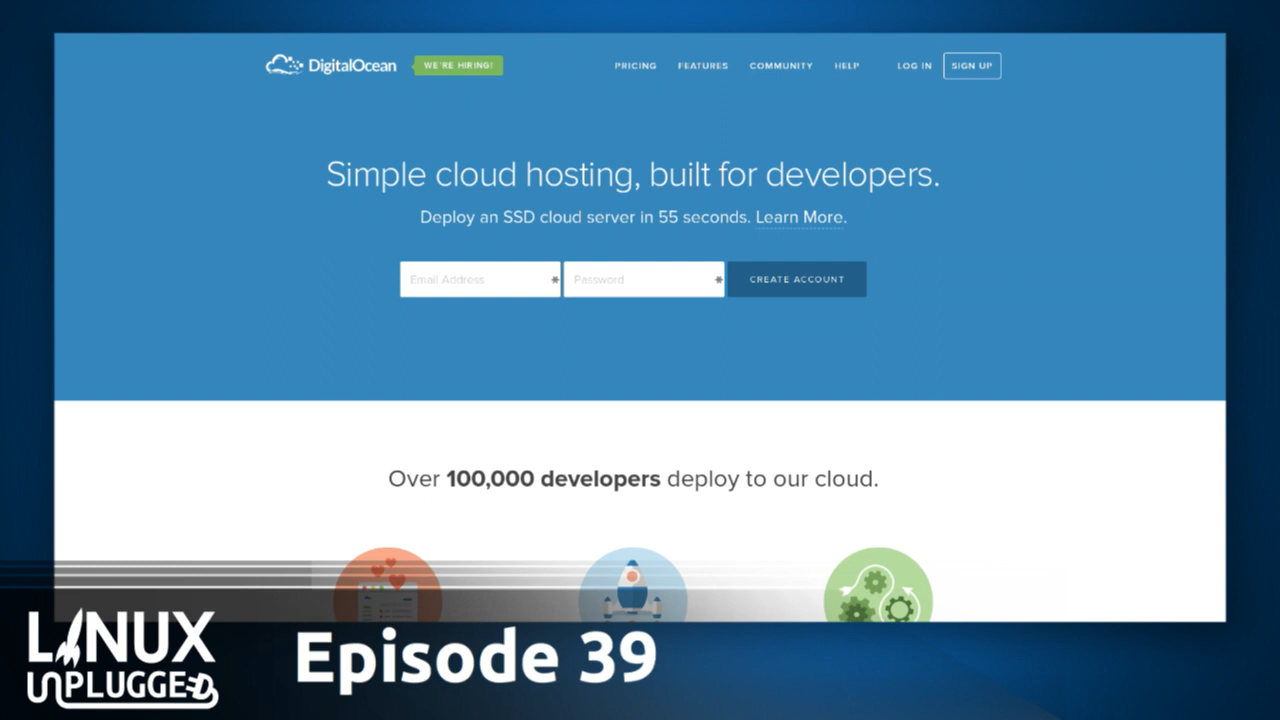 DigitalOcean WE'RE HIRING! PRICING FEATURES COMMUNITY HELP LOG IN SIGN UP
Simple cloud hosting, built for developers.
Deploy an SSD cloud server in 55 seconds. Learn More.
Email Address * Password * CREATE ACCOUNT
Over 100,000 developers deploy to our cloud.
LINUX
UNPLUGGED
Episode 39